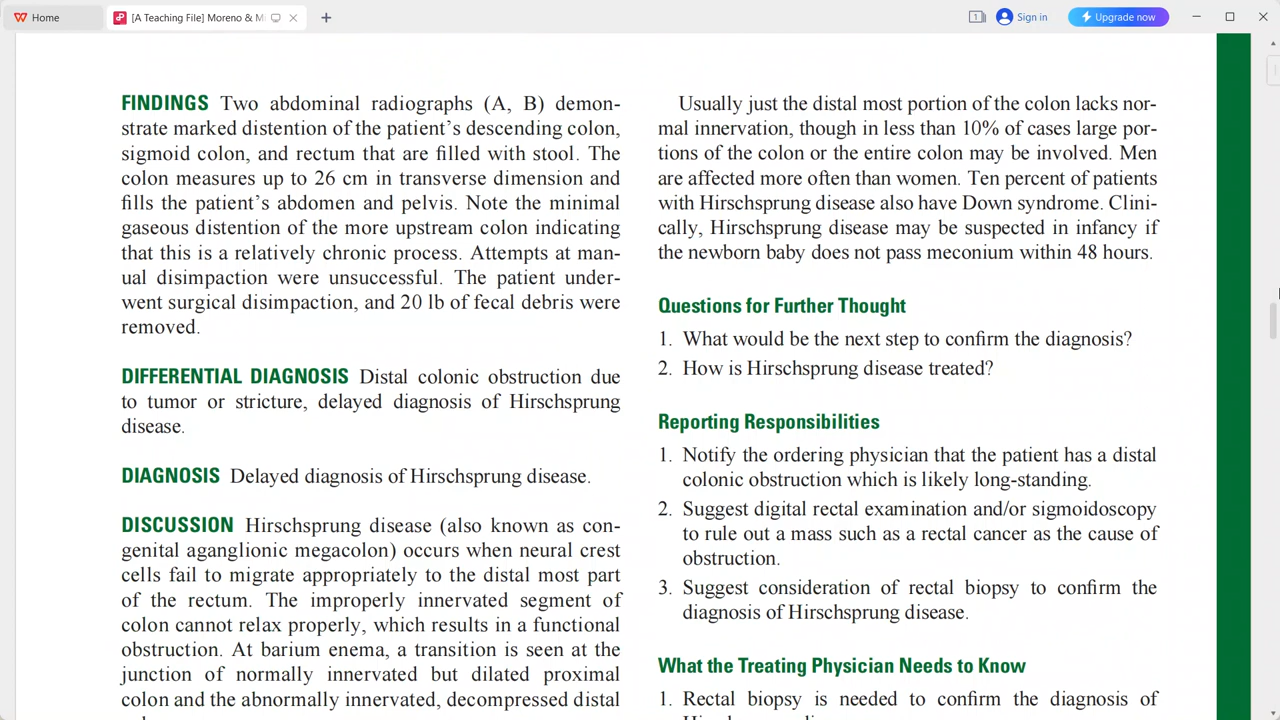 Home
[A Teaching File] Moreno & M
1
Sign in
Upgrade now
FINDINGS Two abdominal radiographs (A, B) demon-
strate marked distention of the patient's descending colon,
sigmoid colon, and rectum that are filled with stool. The
colon measures up to 26 cm in transverse dimension and
fills the patient's abdomen and pelvis. Note the minimal
gaseous distention of the more upstream colon indicating
that this is a relatively chronic process. Attempts at man-
ual disimpaction were unsuccessful. The patient under-
went surgical disimpaction, and 20 lb of fecal debris were
removed.
DIFFERENTIAL DIAGNOSIS Distal colonic obstruction due
to tumor or stricture, delayed diagnosis of Hirschsprung
disease.
DIAGNOSIS Delayed diagnosis of Hirschsprung disease.
DISCUSSION Hirschsprung disease (also known as con-
genital aganglionic megacolon) occurs when neural crest
cells fail to migrate appropriately to the distal most part
of the rectum. The improperly innervated segment of
colon cannot relax properly, which results in a functional
obstruction. At barium enema, a transition is seen at the
junction of normally innervated but dilated proximal
colon and the abnormally innervated, decompressed distal
Usually just the distal most portion of the colon lacks nor-
mal innervation, though in less than 10% of cases large por-
tions of the colon or the entire colon may be involved. Men
are affected more often than women. Ten percent of patients
with Hirschsprung disease also have Down syndrome. Clini-
cally, Hirschsprung disease may be suspected in infancy if
the newborn baby does not pass meconium within 48 hours.
Questions for Further Thought
1. What would be the next step to confirm the diagnosis?
2. How is Hirschsprung disease treated?
Reporting Responsibilities
1. Notify the ordering physician that the patient has a distal
colonic obstruction which is likely long-standing.
2. Suggest digital rectal examination and/or sigmoidoscopy
to rule out a mass such as a rectal cancer as the cause of
obstruction.
3. Suggest consideration of rectal biopsy to confirm the
diagnosis of Hirschsprung disease.
What the Treating Physician Needs to Know
1. Rectal biopsy is needed to confirm the diagnosis of